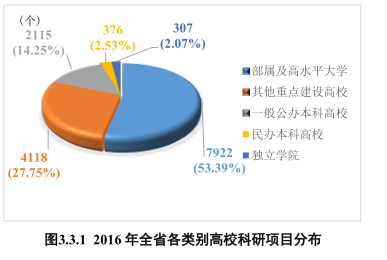 (个)
2115
(14.25%)
376
(2.53%)
307
(2.07%)
4118
(27.75%)
7922
(53.39%)
部属及高水平大学
其他重点建设高校
一般公办本科高校
民办本科高校
独立学院
图3.3.1 2016 年全省各类别高校科研项目分布